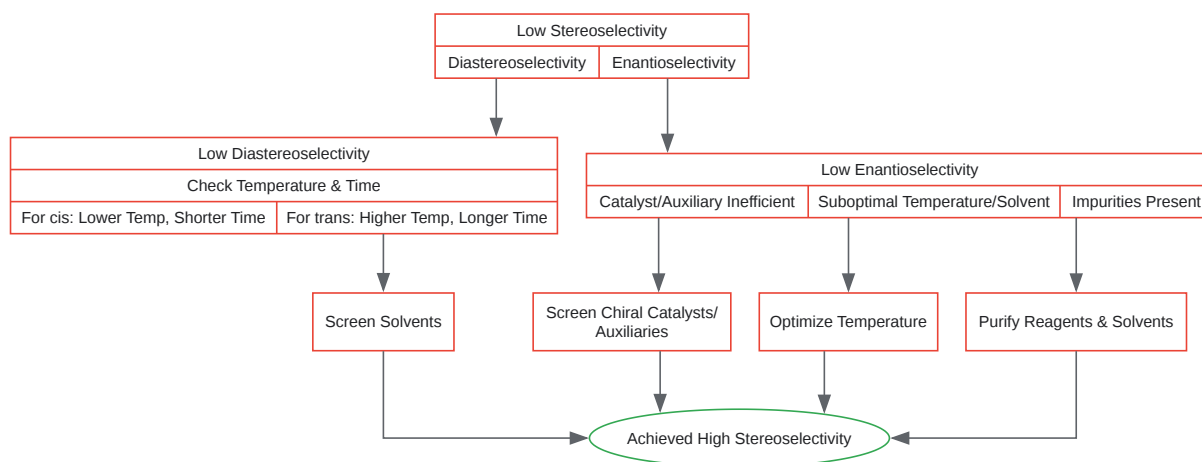 Low Stereoselectivity
Diastereoselectivity
Enantioselectivity
Low Diastereoselectivity
Check Temperature & Time
For cis: Lower Temp, Shorter Time
For trans: Higher Temp, Longer Time
Low Enantioselectivity
Catalyst/Auxiliary Inefficient
Suboptimal Temperature/Solvent
Impurities Present
Screen Solvents
Screen Chiral Catalysts/
Auxiliaries
Optimize Temperature
Purify Reagents & Solvents
Achieved High Stereoselectivity